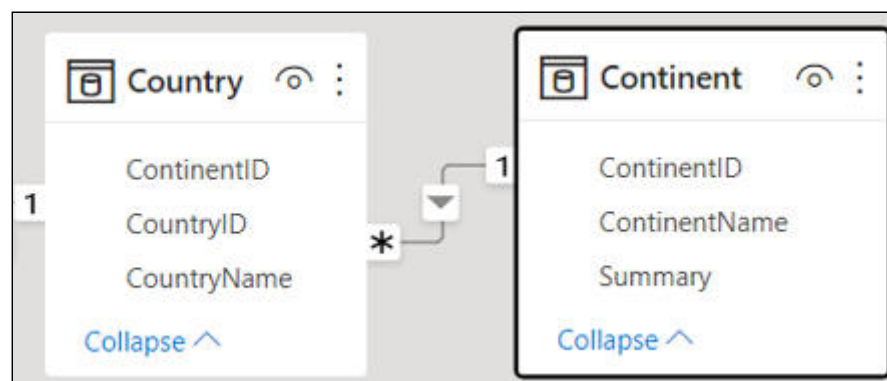 Country
ContinentID
CountryID
CountryName
Collapse
1
*
1
Continent
ContinentID
ContinentName
Summary
Collapse